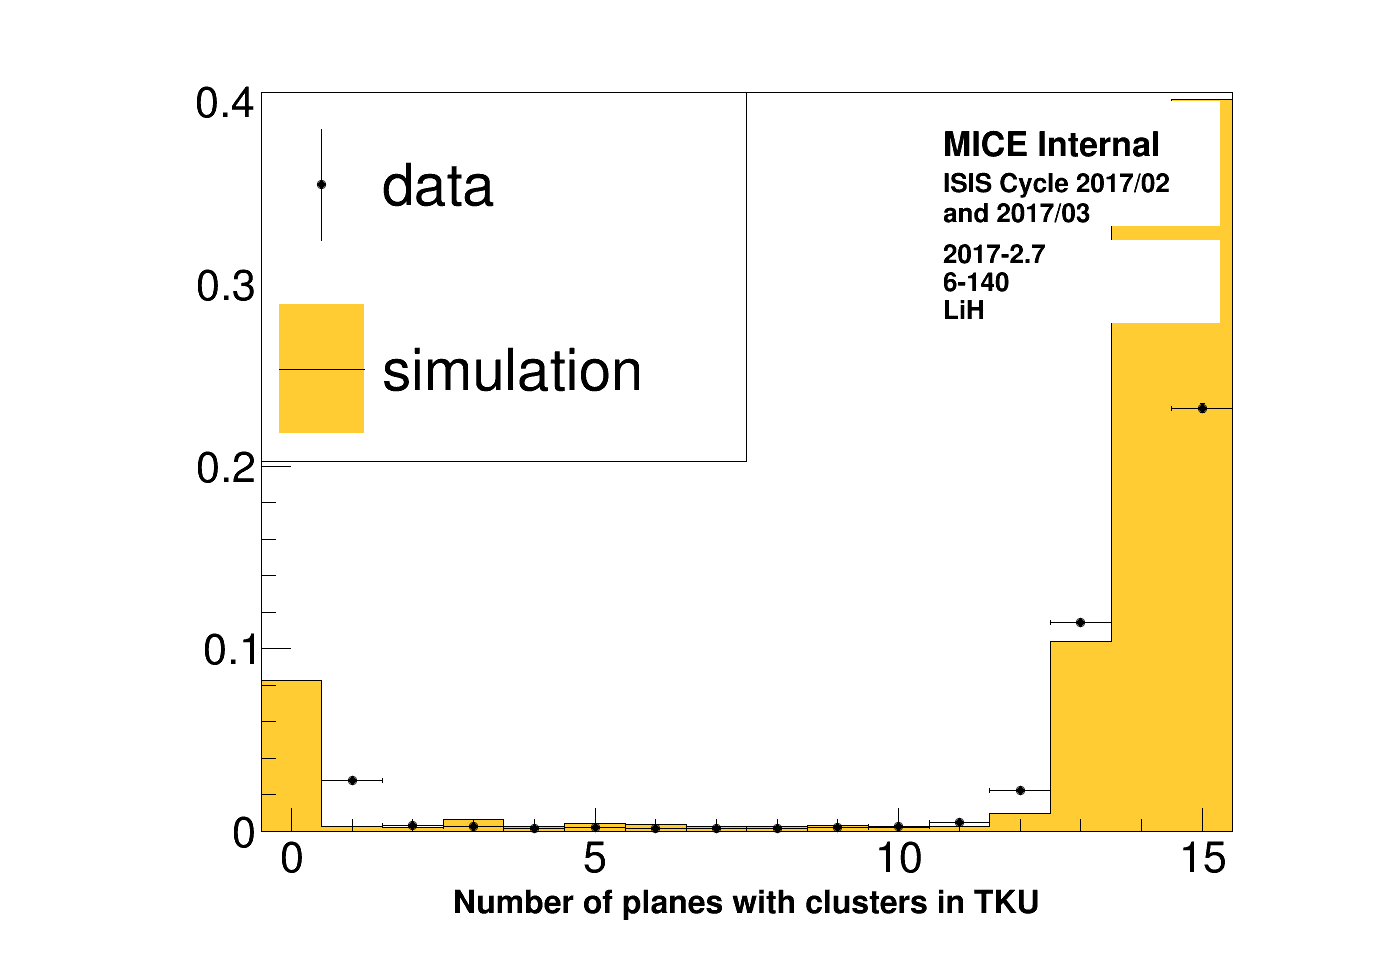 0.4
0.3
0.2
0.1
0
data
simulation
MICE Internal
ISIS Cycle 2017/02
and 2017/03
2017-2.7
6-140
LiH
0 5 10 15
Number of planes with clusters in TKU